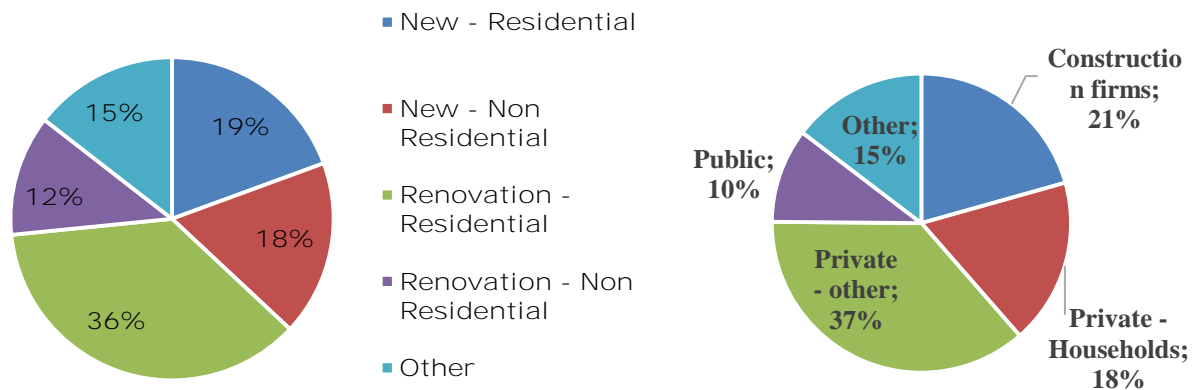 New - Residential
New - Non
Residential
Renovation -
Residential
Renovation - Non
Residential
Other
19%
18%
36%
12%
15%
Constructio
n firms;
21%
Private -
Households;
18%
Private
- other;
37%
Public;
10%
Other;
15%